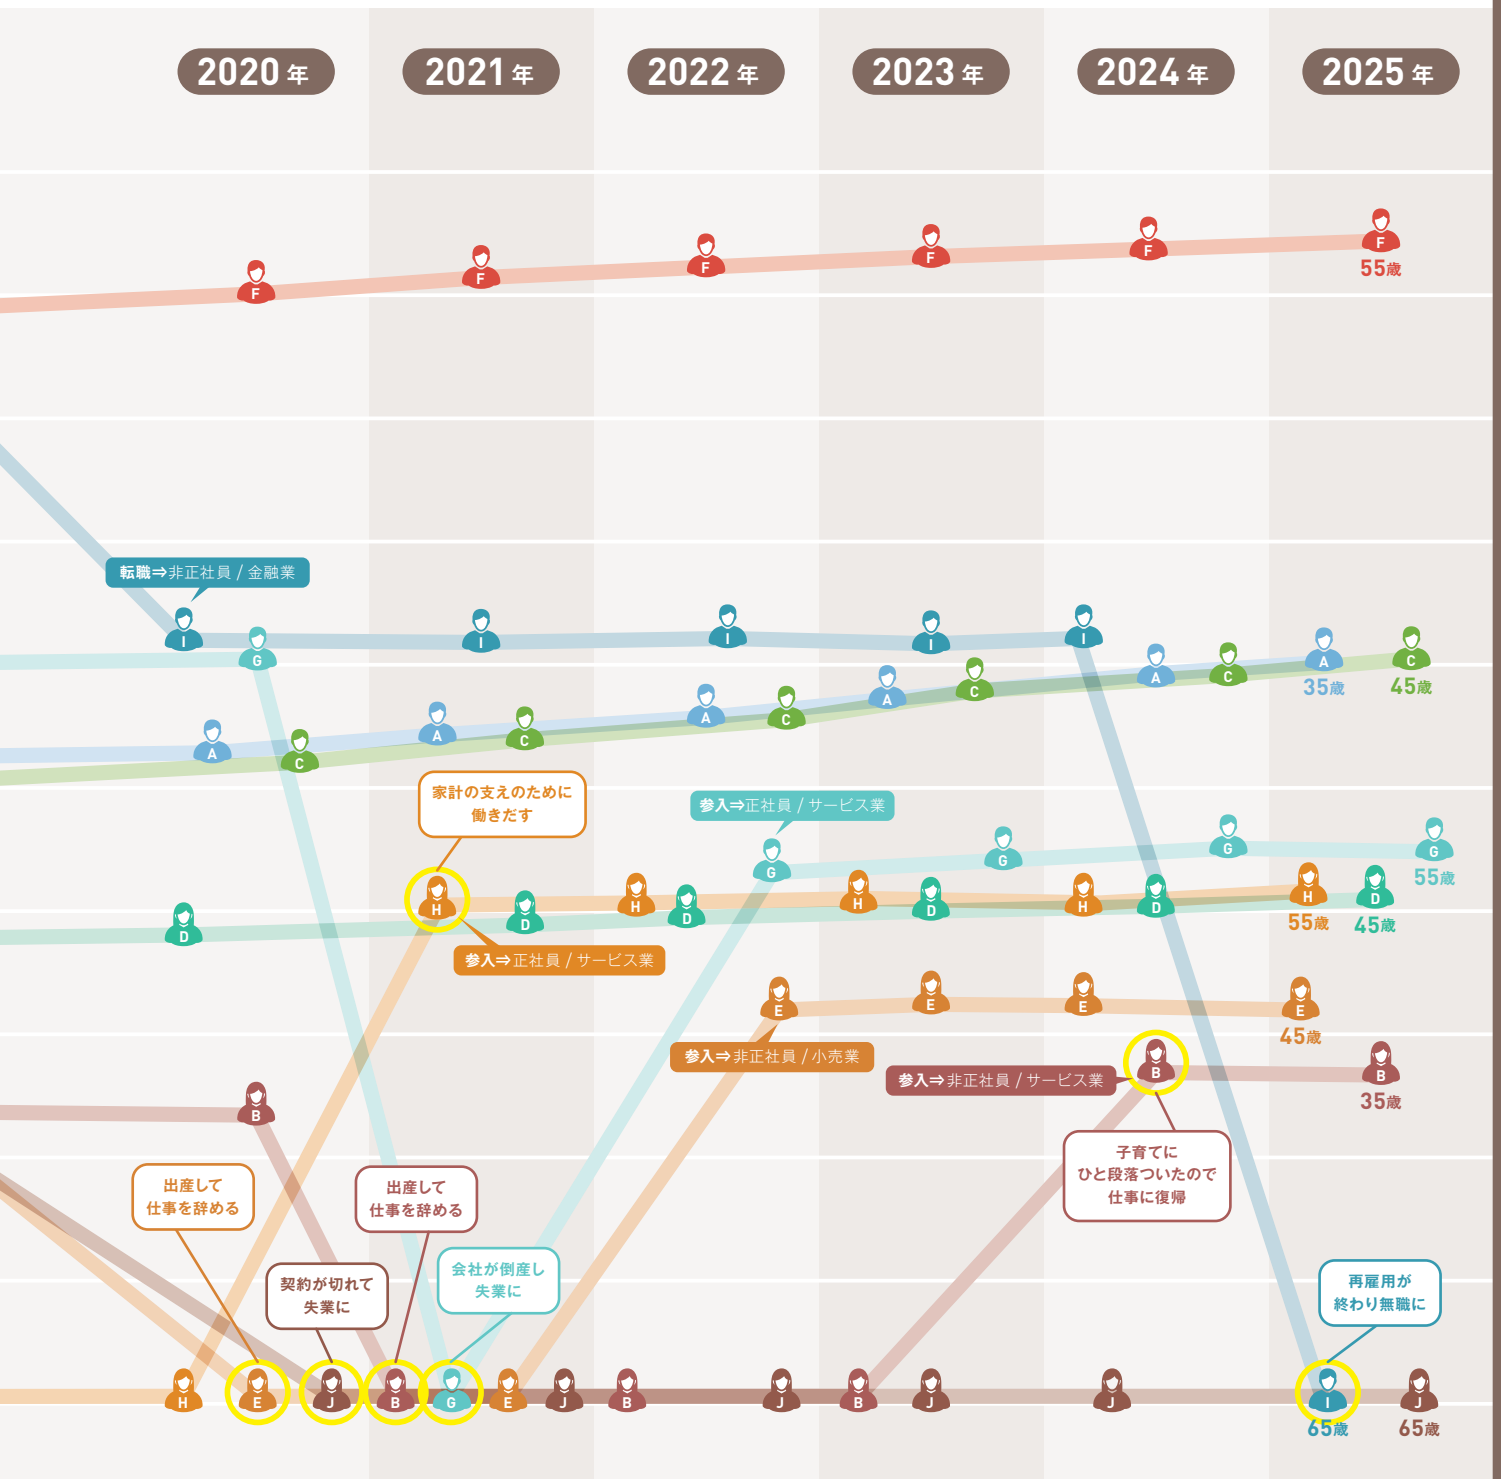 2020年
2021年
2022年
2023年
2024年
2025年
F
F
F
F
F
F
55歳
転職⇒非正社員 / 金融業
I
I
I
I
I
G
A
A
A
A
A
A
35歳
C
C
C
C
C
C
45歳
家計の支えのために
働きだす
参入⇒正社員 / サービス業
G
G
G
G
55歳
H
H
H
H
H
55歳
D
D
D
D
D
D
45歳
参入⇒正社員 / サービス業
E
E
E
E
45歳
参入⇒非正社員 / 小売業
参入⇒非正社員 / サービス業
B
B
35歳
B
子育てに
ひと段落ついたので
仕事に復帰
出産して
仕事を辞める
出産して
仕事を辞める
契約が切れて
失業に
会社が倒産し
失業に
再雇用が
終わり無職に
H
E
J
B
G
E
J
B
J
B
J
J
I
J
65歳
65歳